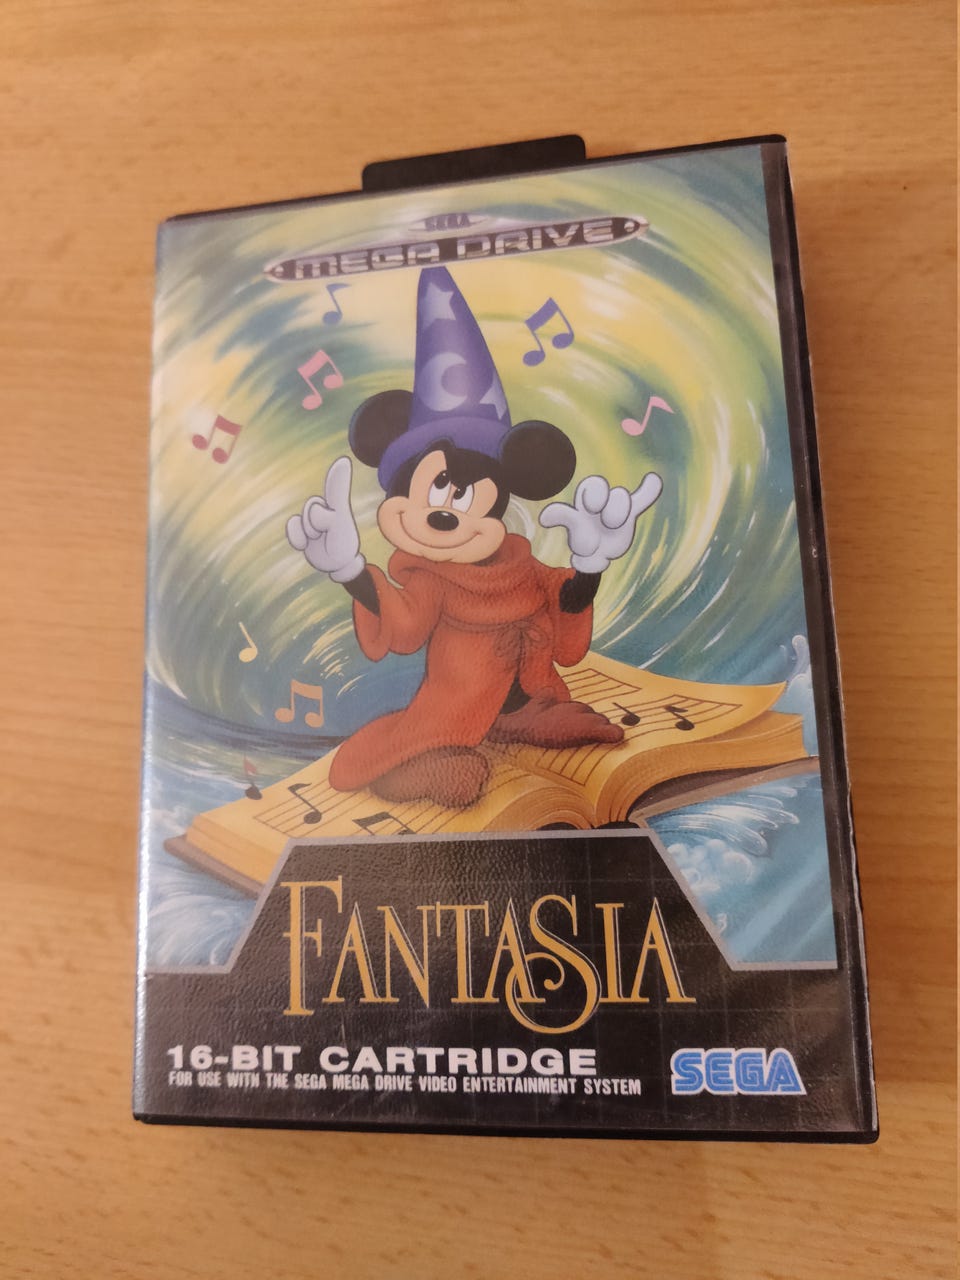 SEGA
MEGA DRIVE
FANTASIA
16-BIT CARTRIDGE
FOR USE WITH THE SEGA MEGA DRIVE VIDEO ENTERTAINMENT SYSTEM
SEGA